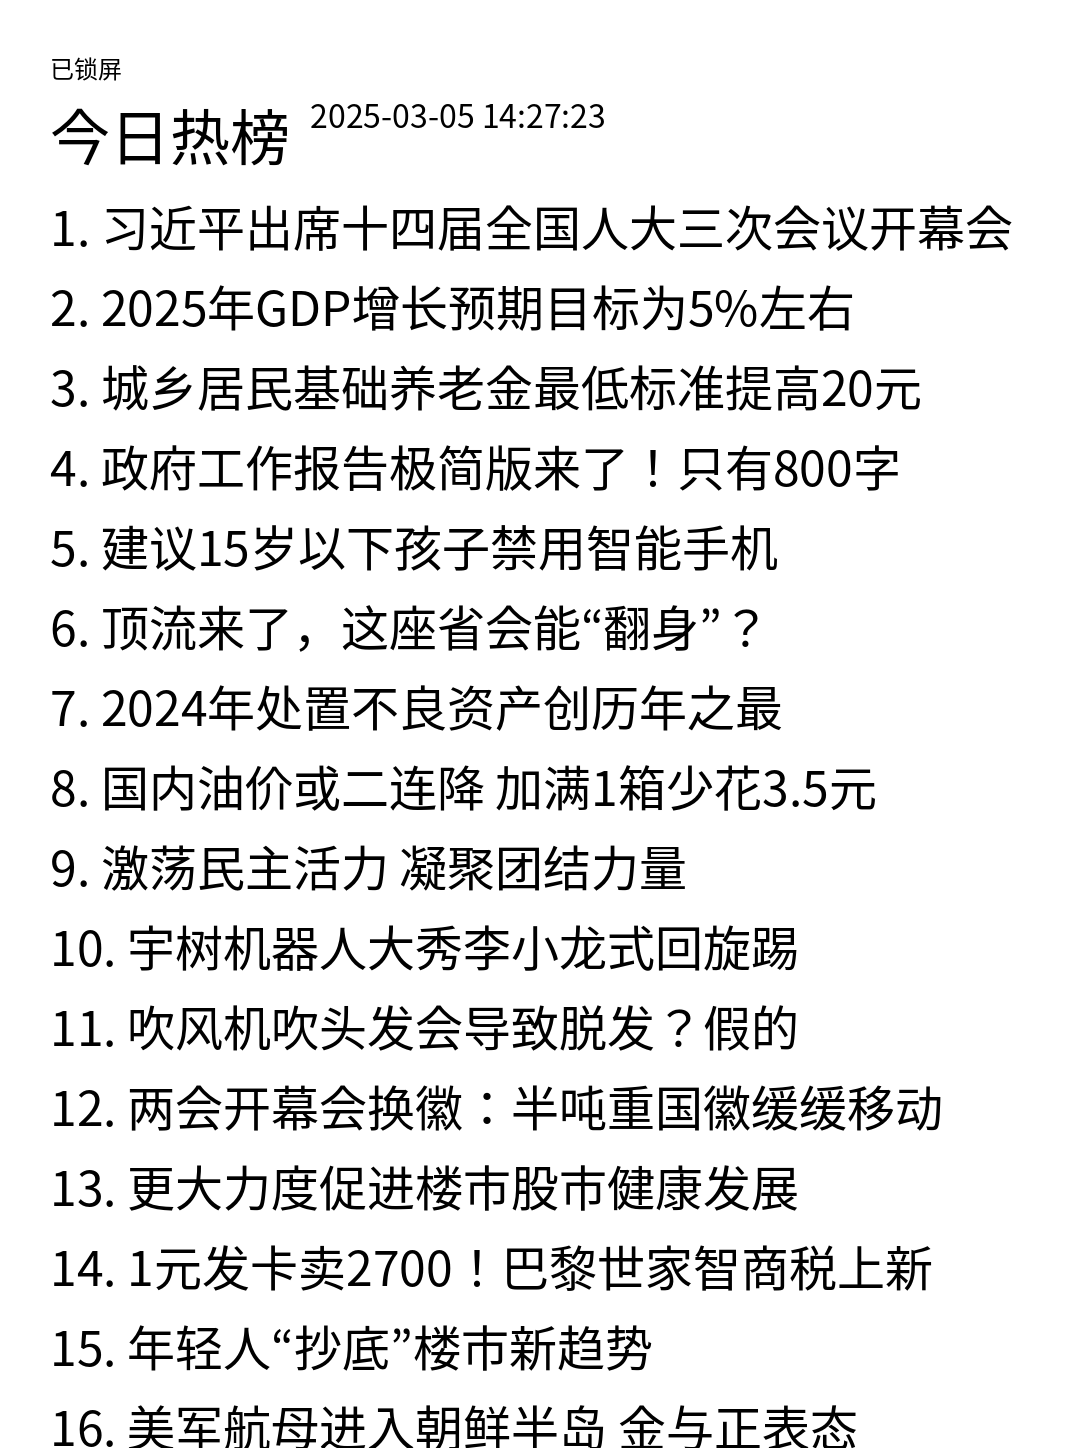 已锁屏
今日热榜 2025-03-05 14:27:23
1. 习近平出席十四届全国人大三次会议开幕会
2. 2025年GDP增长预期目标为5%左右
3. 城乡居民基础养老金最低标准提高20元
4. 政府工作报告极简版来了！只有800字
5. 建议15岁以下孩子禁用智能手机
6. 顶流来了，这座省会能“翻身”？
7. 2024年处置不良资产创历年之最
8. 国内油价或二连降 加满1箱少花3.5元
9. 激荡民主活力 凝聚团结力量
10. 宇树机器人大秀李小龙式回旋踢
11. 吹风机吹头发会导致脱发？假的
12. 两会开幕会换徽：半吨重国徽缓缓移动
13. 更大力度促进楼市股市健康发展
14. 1元发卡卖2700！巴黎世家智商税上新
15. 年轻人“抄底”楼市新趋势
16. 美军航母进入朝鲜半岛 金与正表态